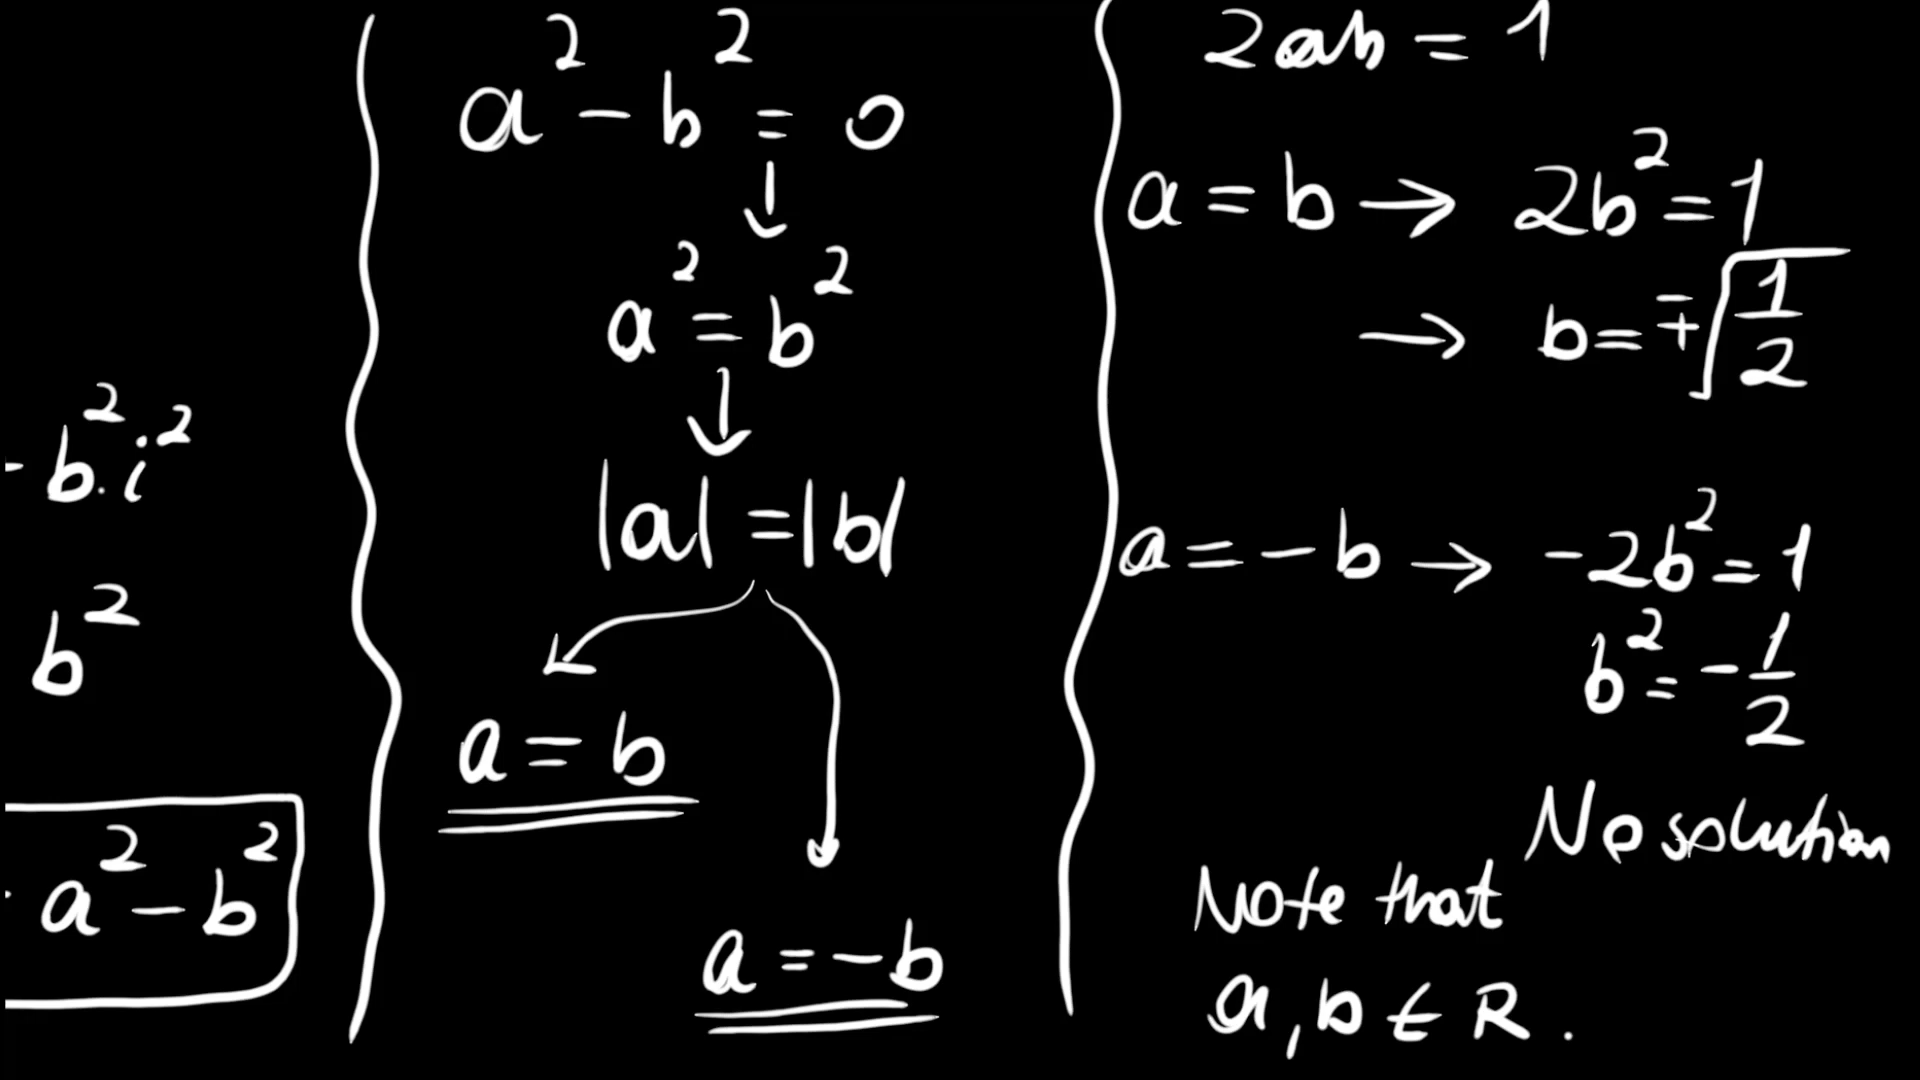 - b².i²
b²
a² - b²
a² - b² = 0
↓
a² = b²
↓
|a| = |b|
a = b
a = -b
2ab = 1
a = b → 2b² = 1
→ b = ∓√(1/2)
a = -b → -2b² = 1
b² = -1/2
No solution
Note that
a, b ∈ R.